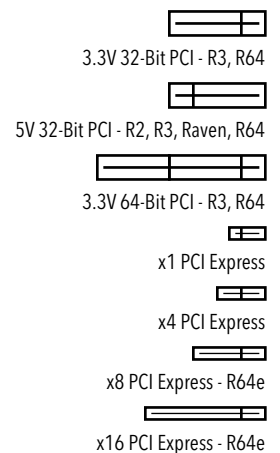 3.3V 32-Bit PCI - R3, R64
5V 32-Bit PCI - R2, R3, Raven, R64
3.3V 64-Bit PCI - R3, R64
x1 PCI Express
x4 PCI Express
x8 PCI Express - R64e
x16 PCI Express - R64e